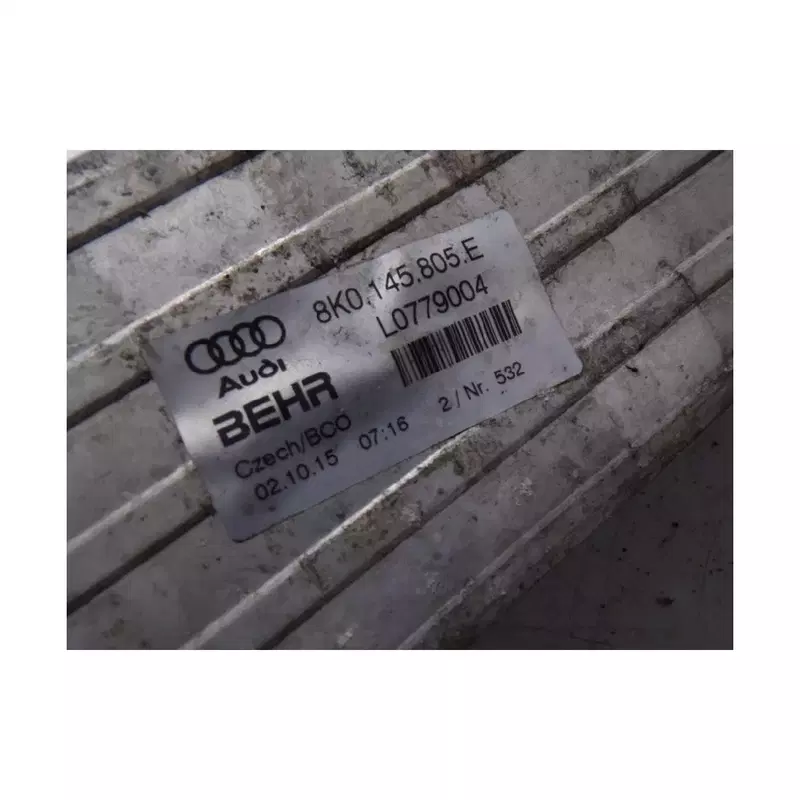 8K0.145.805.E
L0779004
Audi
BEHR
Czech/BCO
02.10.15 07:16 2/Nr. 532